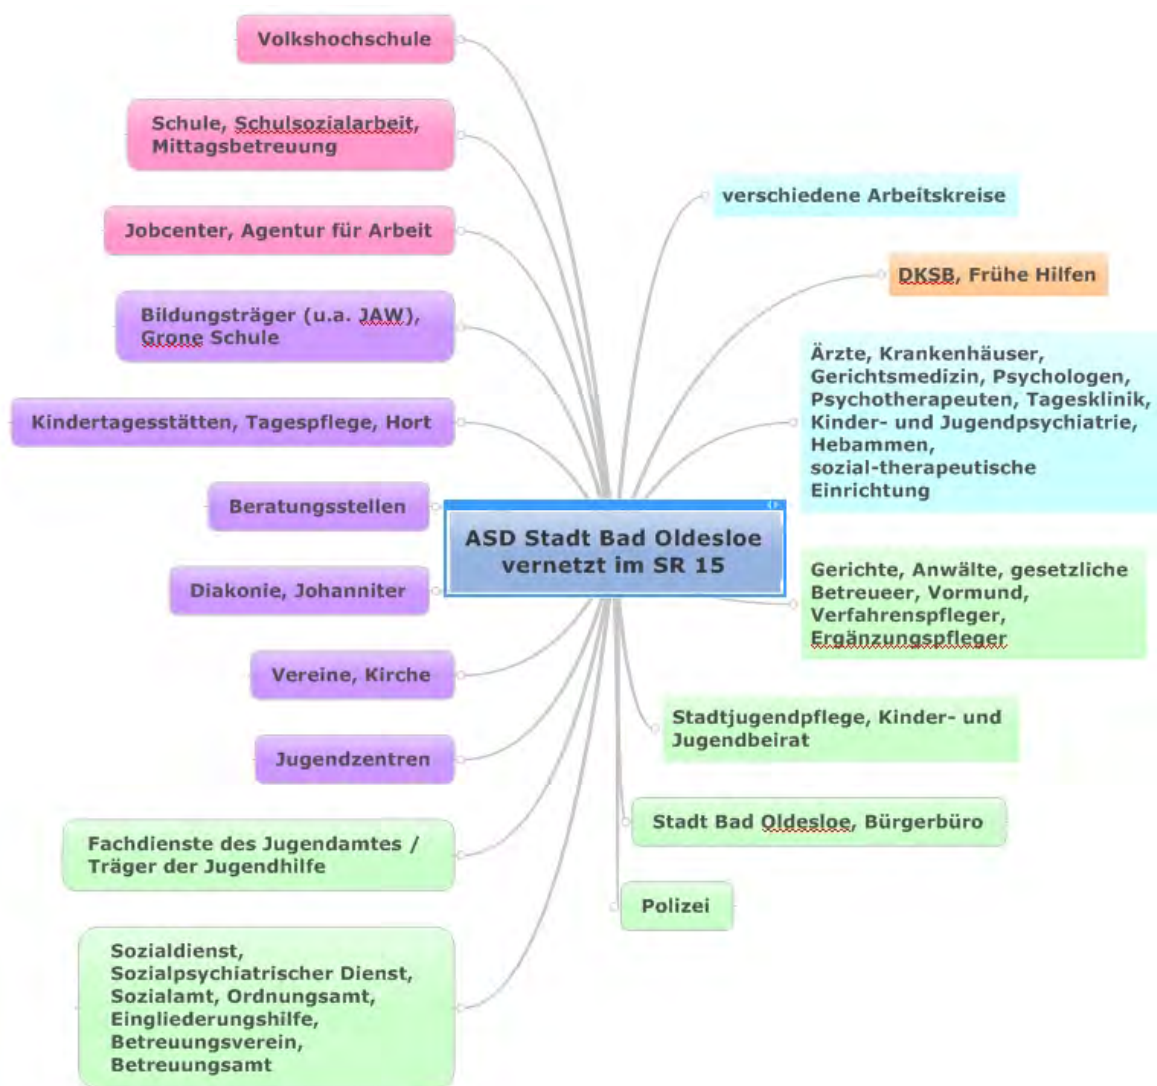 Volkshochschule
Schule, Schulsozialarbeit,
Mittagsbetreuung
Jobcenter, Agentur für Arbeit
Bildungsträger (u.a. JAW),
Grone Schule
Kindertagesstätten, Tagespflege, Hort
Beratungsstellen
Diakonie, Johanniter
Vereine, Kirche
Jugendzentren
Fachdienste des Jugendamtes /
Träger der Jugendhilfe
Sozialdienst,
Sozialpsychiatrischer Dienst,
Sozialamt, Ordnungsamt,
Eingliederungshilfe,
Betreuungsverein,
Betreuungsamt
ASD Stadt Bad Oldesloe
vernetzt im SR 15
verschiedene Arbeitskreise
DKSB, Frühe Hilfen
Ärzte, Krankenhäuser,
Gerichtsmedizin, Psychologen,
Psychotherapeuten, Tagesklinik,
Kinder- und Jugendpsychiatrie,
Hebammen,
sozial-therapeutische
Einrichtung
Gerichte, Anwälte, gesetzliche
Betreueer, Vormund,
Verfahrenspfleger,
Ergänzungspfleger
Stadtjugendpflege, Kinder- und
Jugendbeirat
Stadt Bad Oldesloe, Bürgerbüro
Polizei